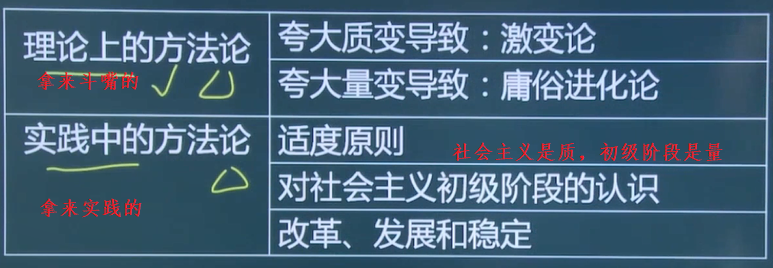 理论上的方法论
拿来斗嘴的
夸大质变导致：激变论
夸大量变导致：庸俗进化论
实践中的方法论
拿来实践的
适度原则
社会主义是质，初级阶段是量
对社会主义初级阶段的认识
改革、发展和稳定